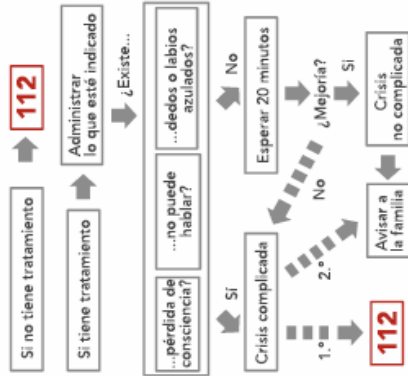 Si no tiene tratamiento
112
Si tiene tratamiento
Administrar
lo que esté indicado
¿Existe...
...pérdida de
consciencia?
...no puede
hablar?
...dedos o labios
azulados?
Sí
No
Crisis complicada
Esperar 20 minutos
No
¿Mejoría?
1.º
2.º
Sí
112
Avisar a
la familia
Crisis
no complicada